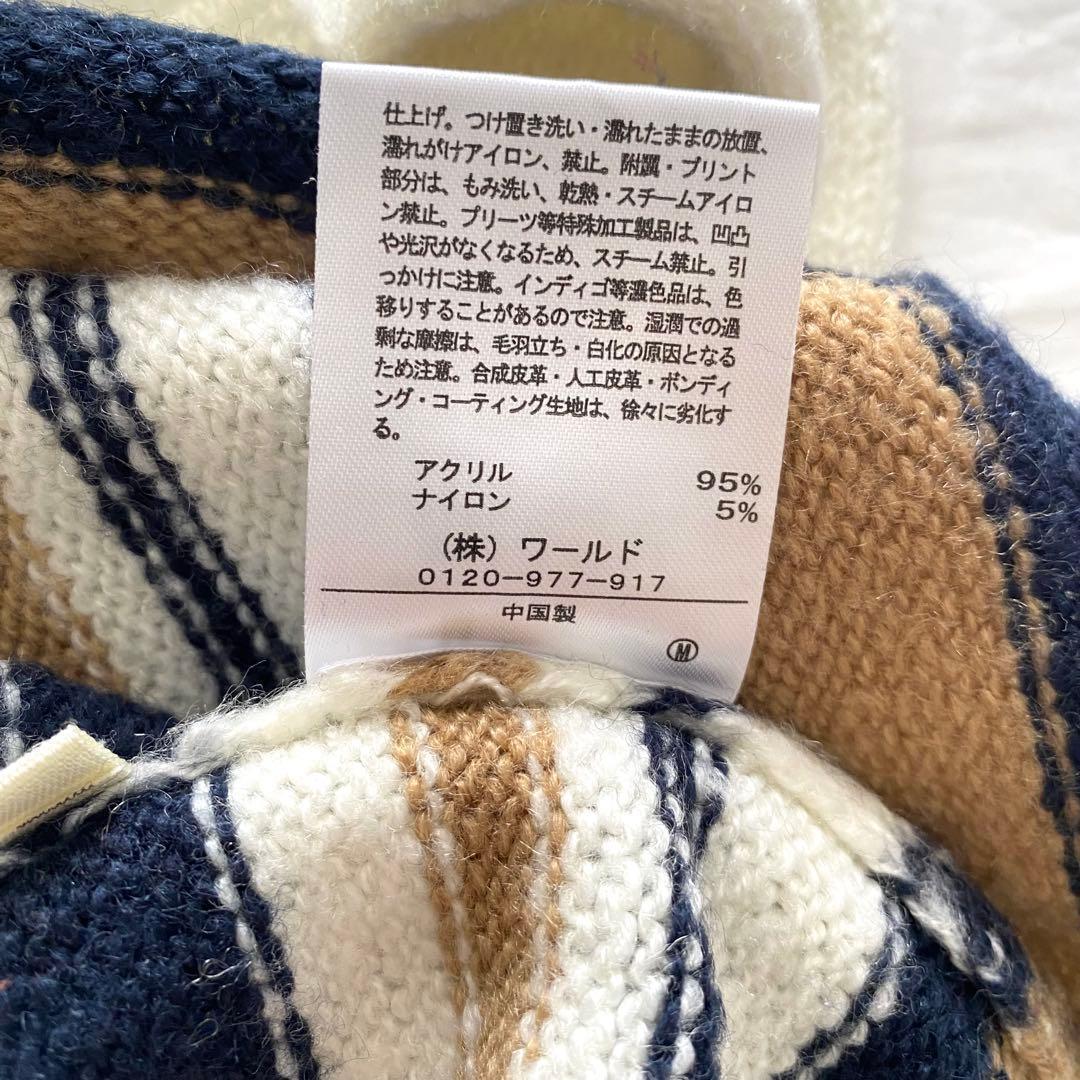 仕上げ。つけ置き洗い・濡れたままの放置、
濡れがけアイロン、禁止。附属・プリント
部分は、もみ洗い、乾熱・スチームアイロ
ン禁止。プリーツ等特殊加工製品は、凹凸
や光沢がなくなるため、スチーム禁止。引
っかけに注意。インディゴ等濃色品は、色
移りすることがあるので注意。湿潤での過
剰な摩擦は、毛羽立ち・白化の原因となる
ため注意。合成皮革・人工皮革・ボンディ
ング・コーティング生地は、徐々に劣化す
る。
アクリル 95%
ナイロン 5%
(株) ワールド
0120-977-917
中国製
Ⓜ